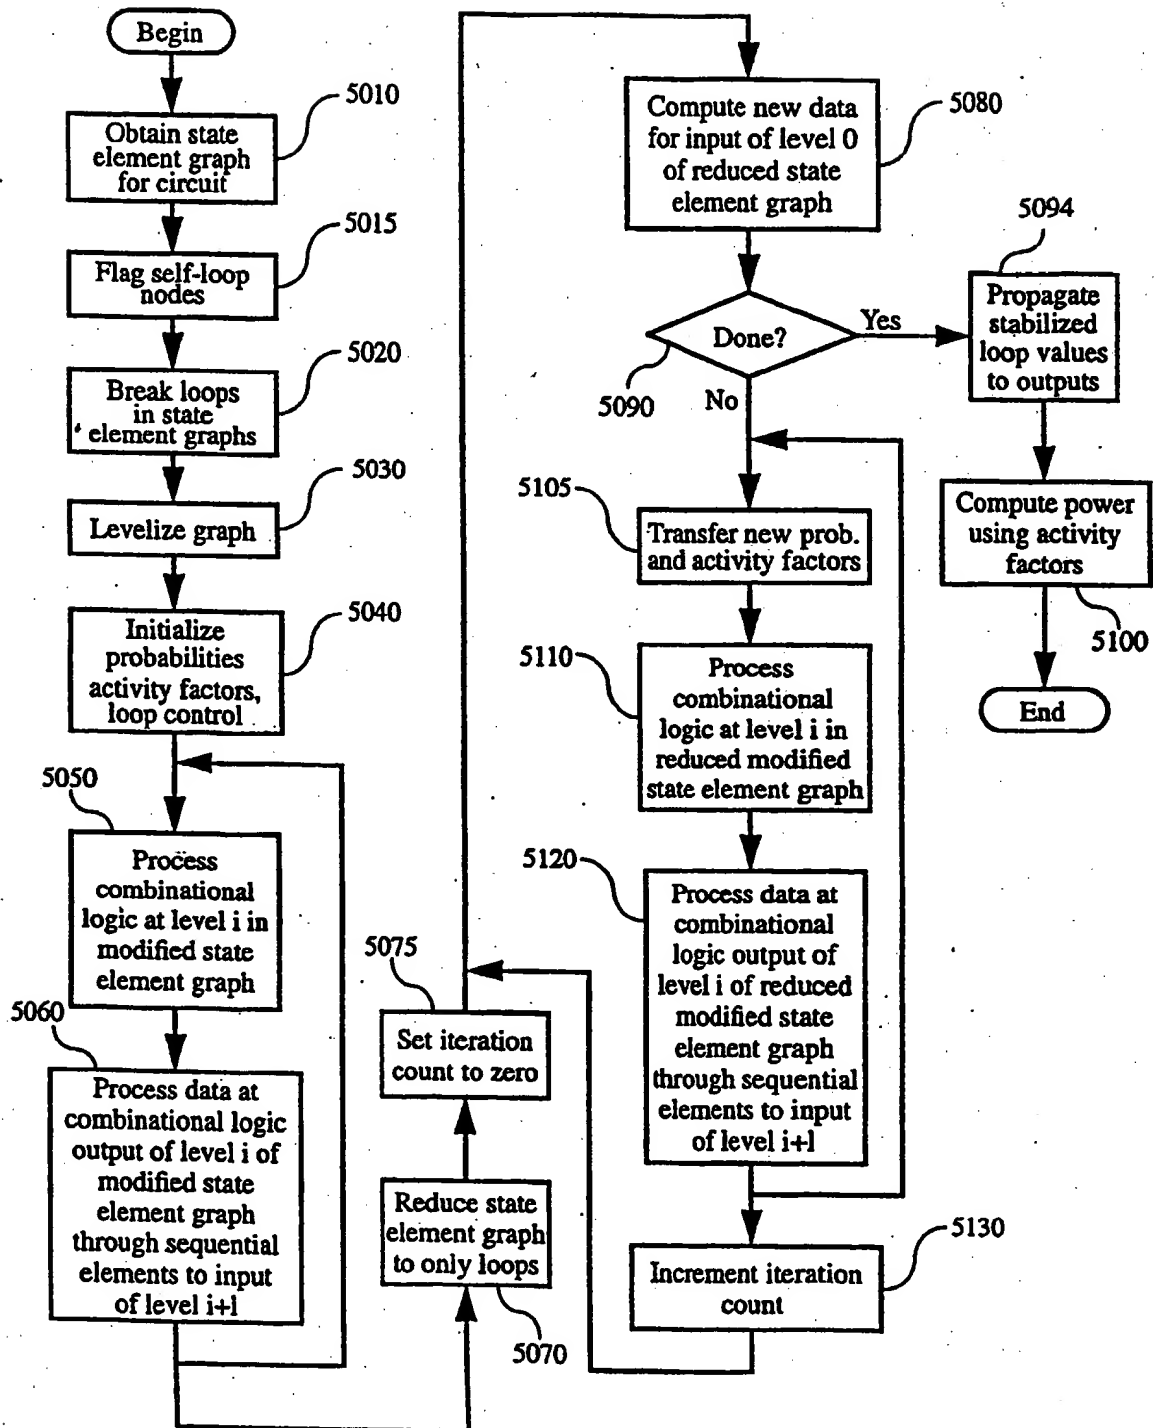 Begin
5010
Obtain state
element graph
for circuit
5015
Flag self-loop
nodes
5020
Break loops
in state
element graphs
5030
Levelize graph
5040
Initialize
probabilities
activity factors,
loop control
5050
Process
combinational
logic at level i in
modified state
element graph
5060
Process data at
combinational logic
output of level i of
modified state
element graph
through sequential
elements to input
of level i+l
5070
Reduce state
element graph
to only loops
5075
Set iteration
count to zero
5080
Compute new data
for input of level 0
of reduced state
element graph
5090
Done?
Yes
No
5094
Propagate
stabilized
loop values
to outputs
Compute power
using activity
factors
5100
End
5105
Transfer new prob.
and activity factors
5110
Process
combinational
logic at level i in
reduced modified
state element graph
5120
Process data at
combinational
logic output of
level i of reduced
modified state
element graph
through sequential
elements to input
of level i+l
5130
Increment iteration
count